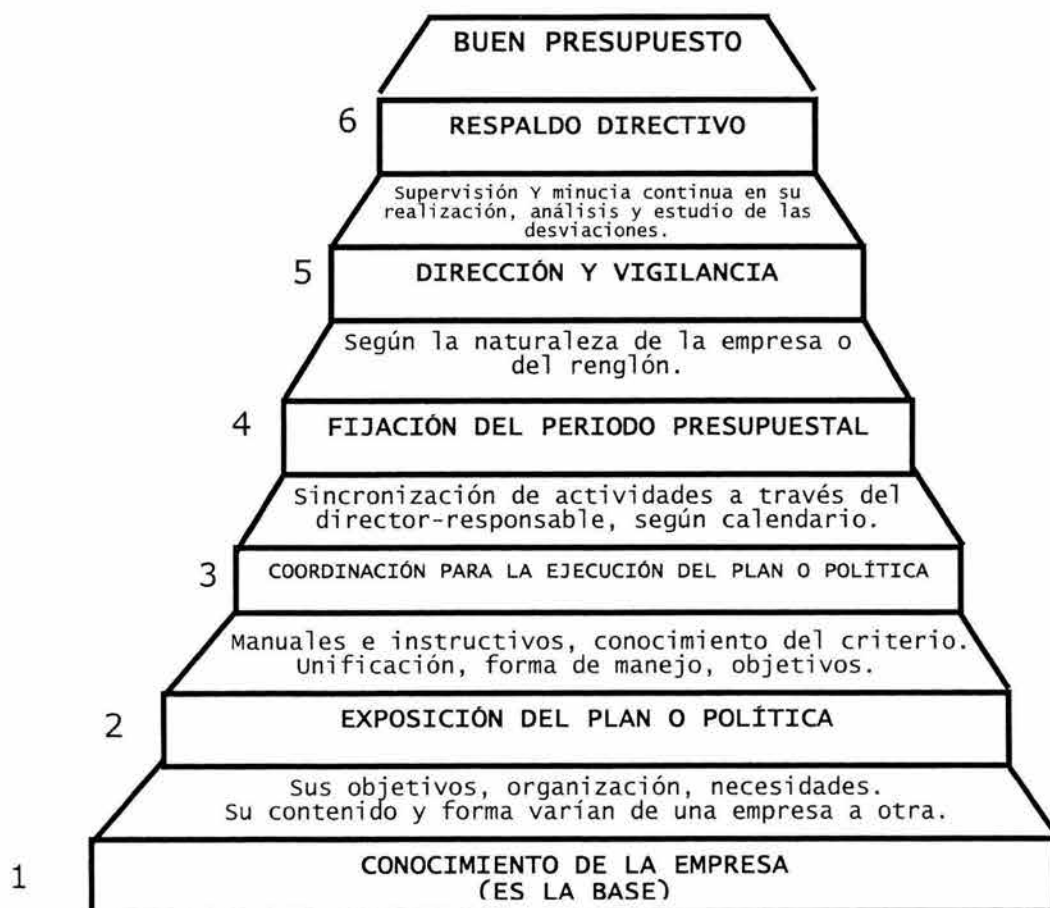 BUEN PRESUPUESTO
6
RESPALDO DIRECTIVO
Supervisión Y minucia continua en su
realización, análisis y estudio de las
desviaciones.
5
DIRECCIÓN Y VIGILANCIA
Según la naturaleza de la empresa o
del renglón.
4
FIJACIÓN DEL PERIODO PRESUPUESTAL
Sincronización de actividades a través del
director-responsable, según calendario.
3
COORDINACIÓN PARA LA EJECUCIÓN DEL PLAN O POLÍTICA
Manuales e instructivos, conocimiento del criterio.
Unificación, forma de manejo, objetivos.
2
EXPOSICIÓN DEL PLAN O POLÍTICA
Sus objetivos, organización, necesidades.
Su contenido y forma varían de una empresa a otra.
1
CONOCIMIENTO DE LA EMPRESA
(ES LA BASE)